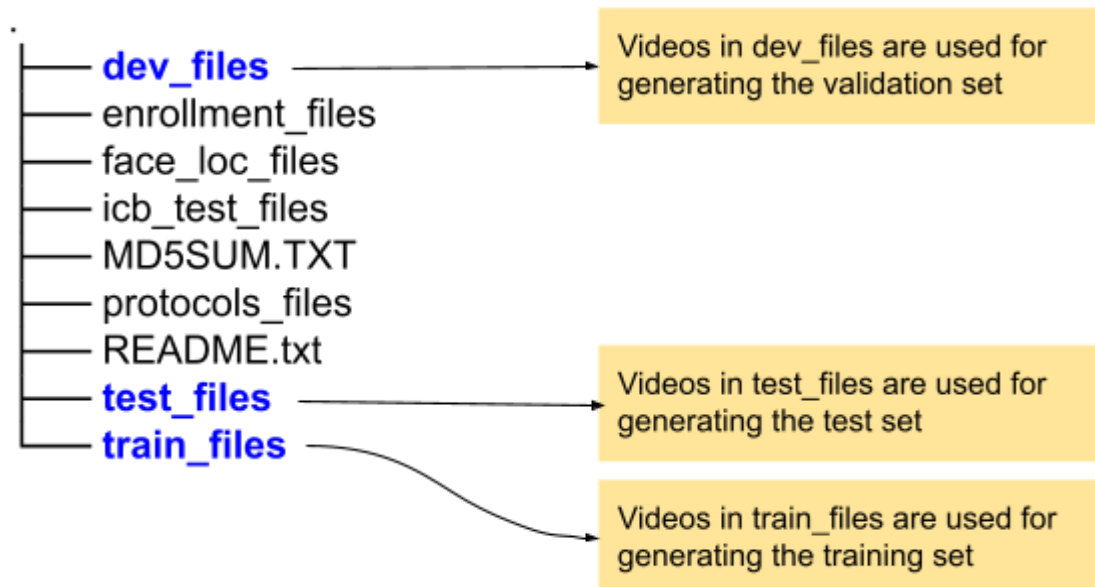 .
dev_files
enrollment_files
face_loc_files
icb_test_files
MD5SUM.TXT
protocols_files
README.txt
test_files
train_files
Videos in dev_files are used for
generating the validation set
Videos in test_files are used for
generating the test set
Videos in train_files are used for
generating the training set